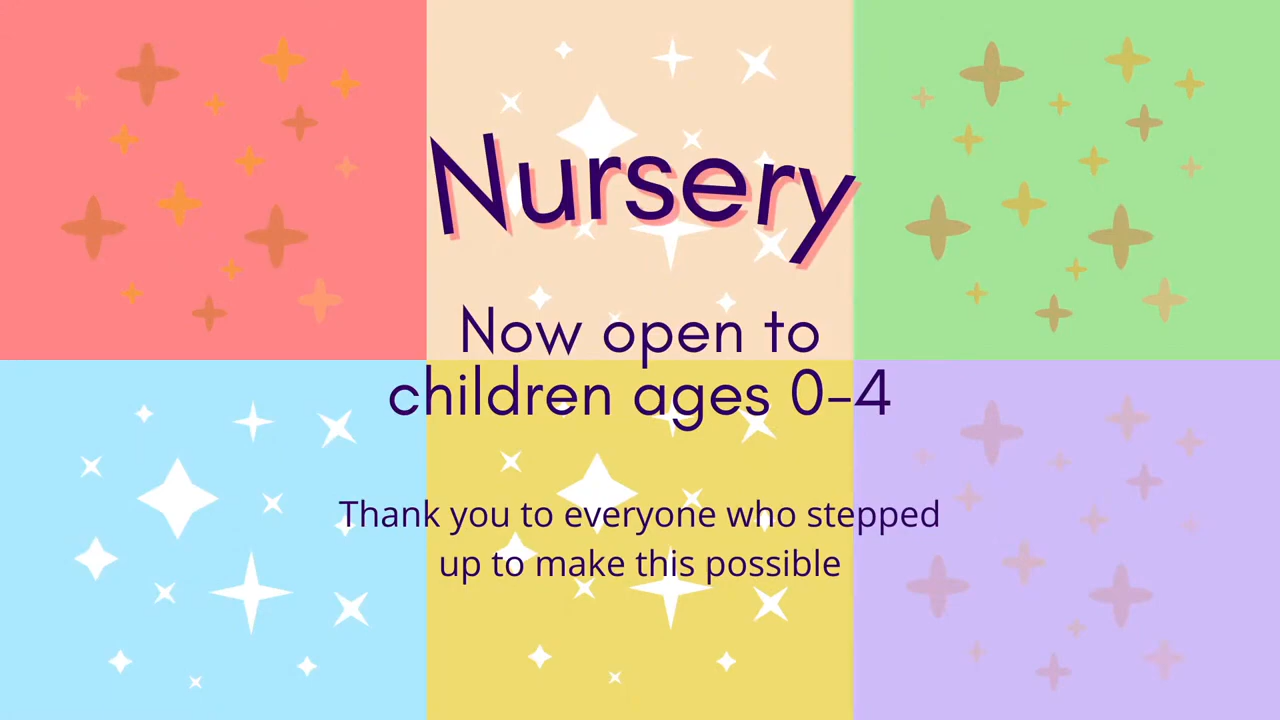 Nursery
Now open to
children ages 0-4
Thank you to everyone who stepped
up to make this possible